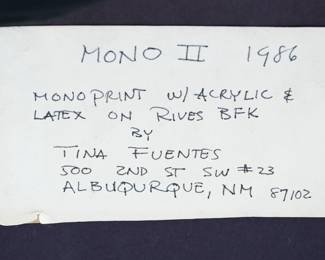 MONO II 1986
MONOPRINT W/ ACRYLIC &
LATEX ON RIVES BFK
BY
TINA FUENTES
500 2ND ST SW #23
ALBUQURQUE, NM 87102